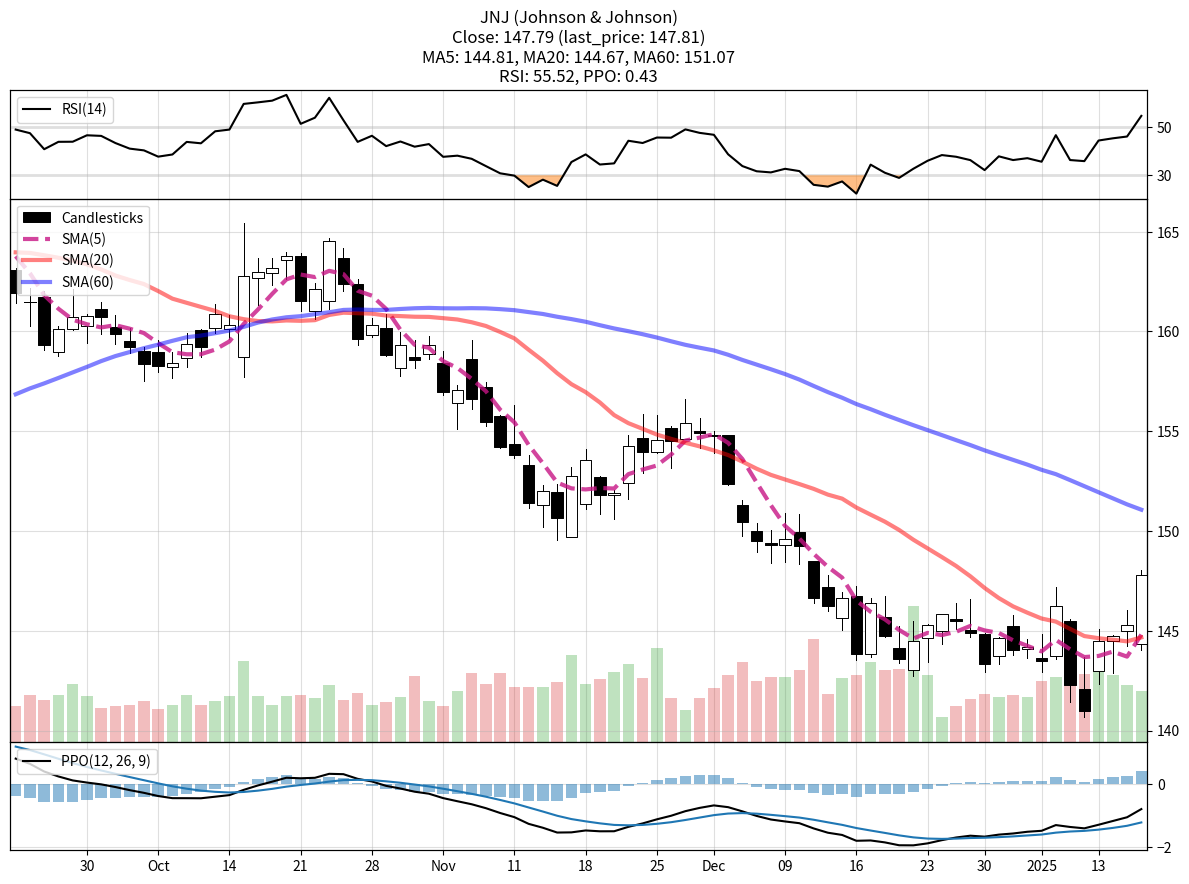 JNJ (Johnson & Johnson)
Close: 147.79 (last_price: 147.81)
MA5: 144.81, MA20: 144.67, MA60: 151.07
RSI: 55.52, PPO: 0.43
RSI(14)
50
30
Candlesticks
SMA(5)
SMA(20)
SMA(60)
165
160
155
150
145
140
PPO(12, 26, 9)
0
−2
30 Oct 14 21 28 Nov 11 18 25 Dec 09 16 23 30 2025 13